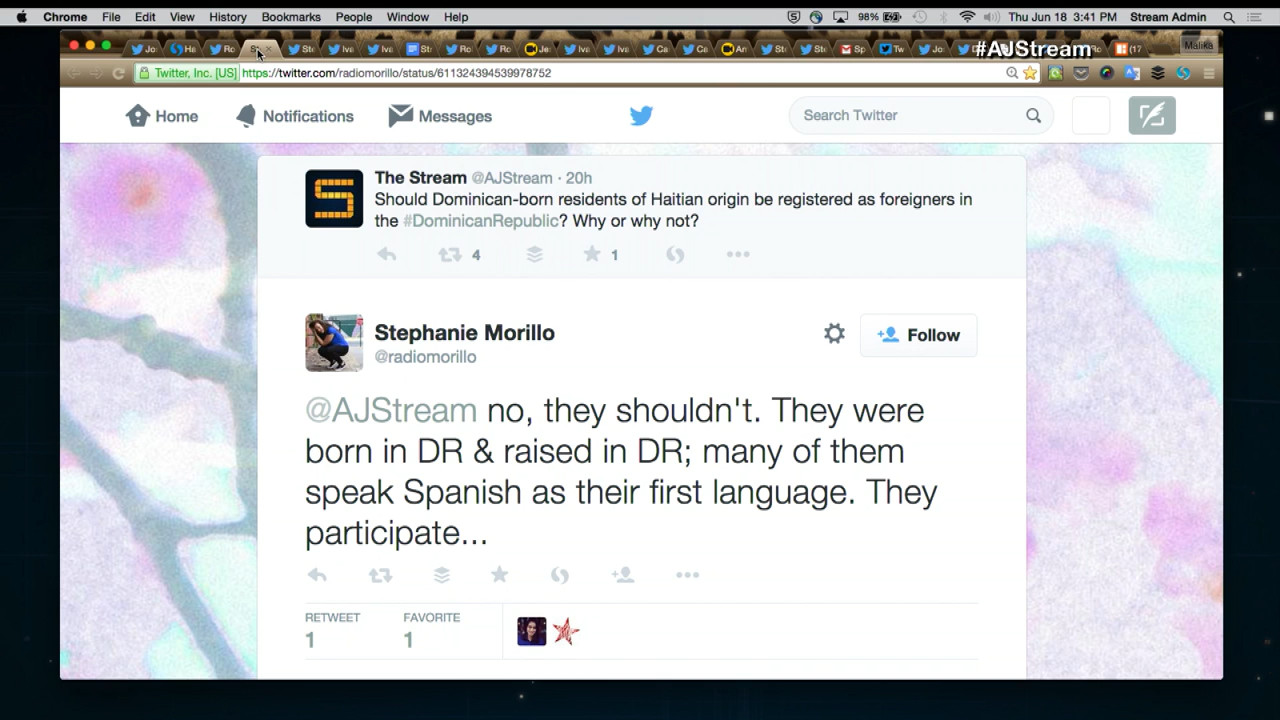 Chrome File Edit View History Bookmarks People Window Help
98% Thu Jun 18 3:41 PM Stream Admin
#AJStream
Malika
Twitter, Inc. [US] https://twitter.com/radiomorillo/status/611324394539978752
Home Notifications Messages Search Twitter
The Stream @AJStream · 20h
Should Dominican-born residents of Haitian origin be registered as foreigners in
the #DominicanRepublic? Why or why not?
4 1
Stephanie Morillo
@radiomorillo
Follow
@AJStream no, they shouldn't. They were
born in DR & raised in DR; many of them
speak Spanish as their first language. They
participate...
RETWEET FAVORITE
1 1